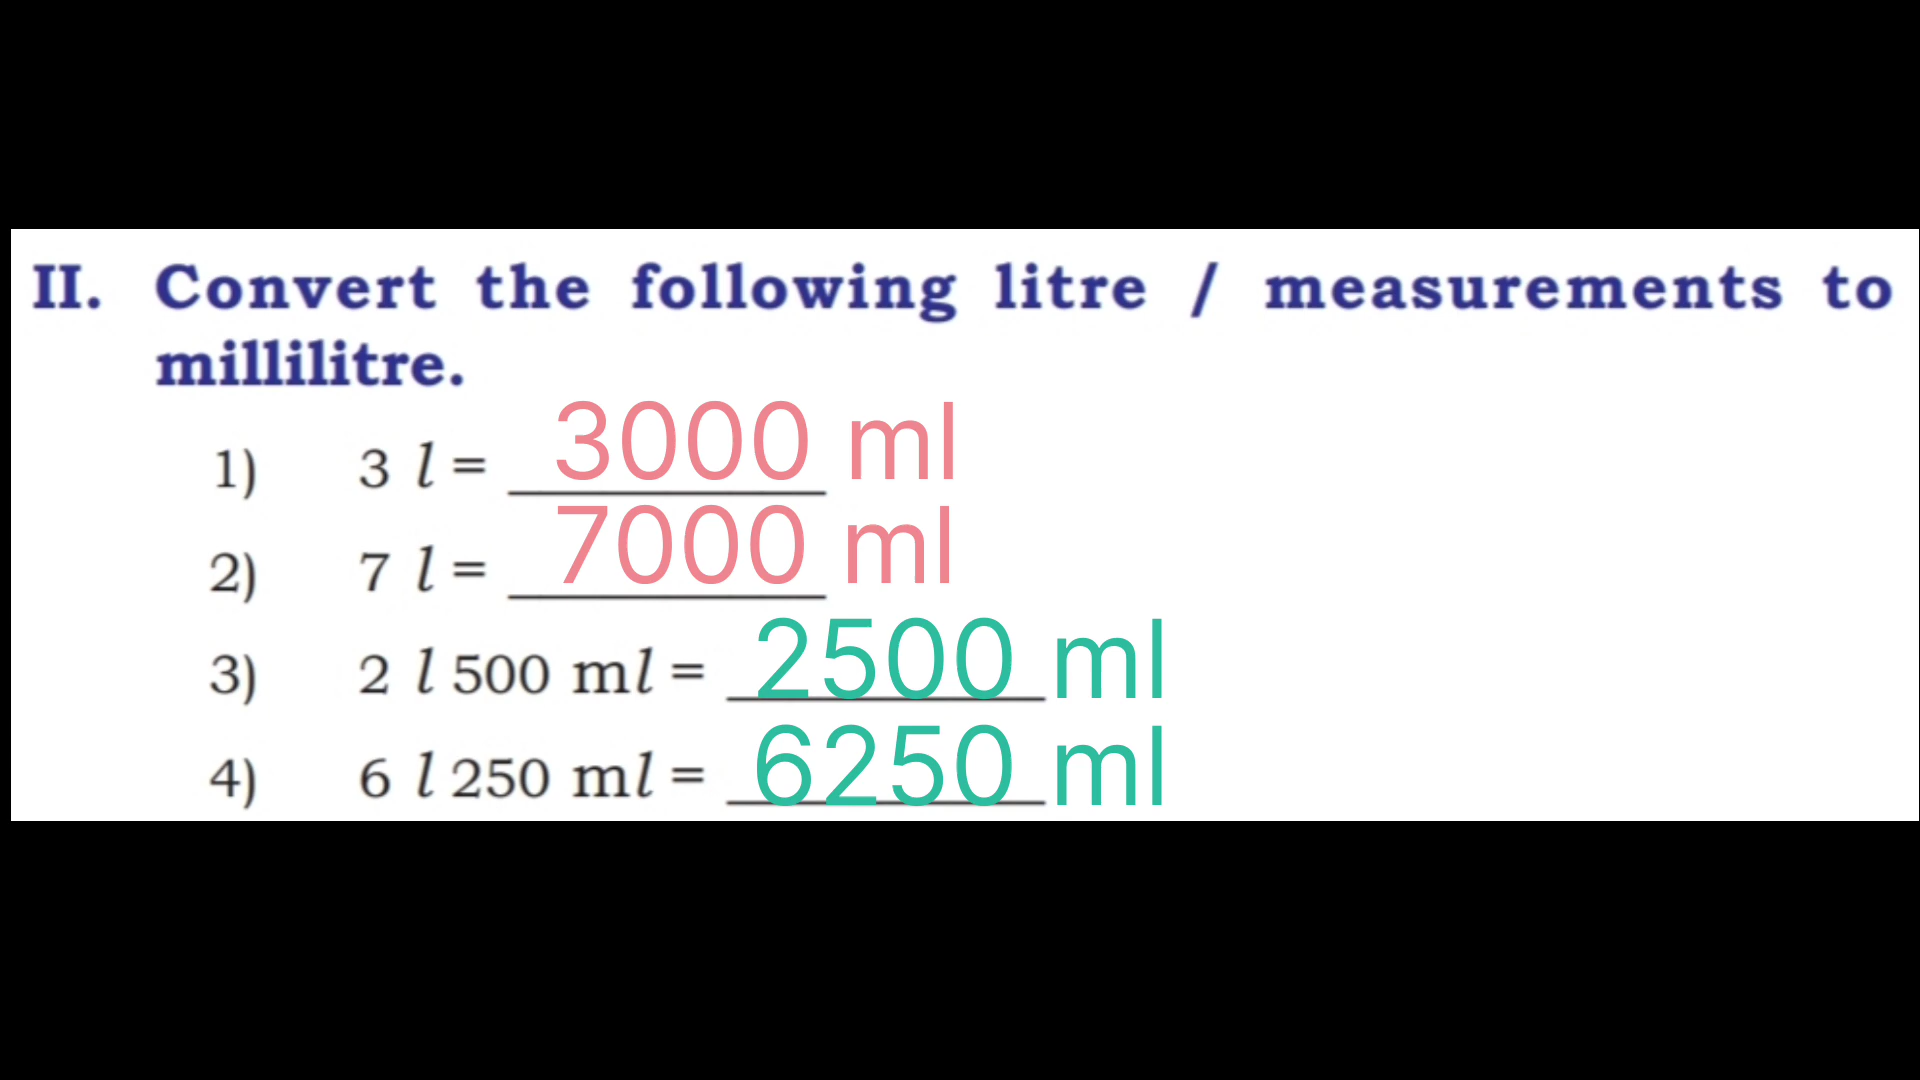 II. Convert the following litre / measurements to
millilitre.
1) 3 l = 3000 ml
2) 7 l = 7000 ml
3) 2 l 500 ml = 2500 ml
4) 6 l 250 ml = 6250 ml